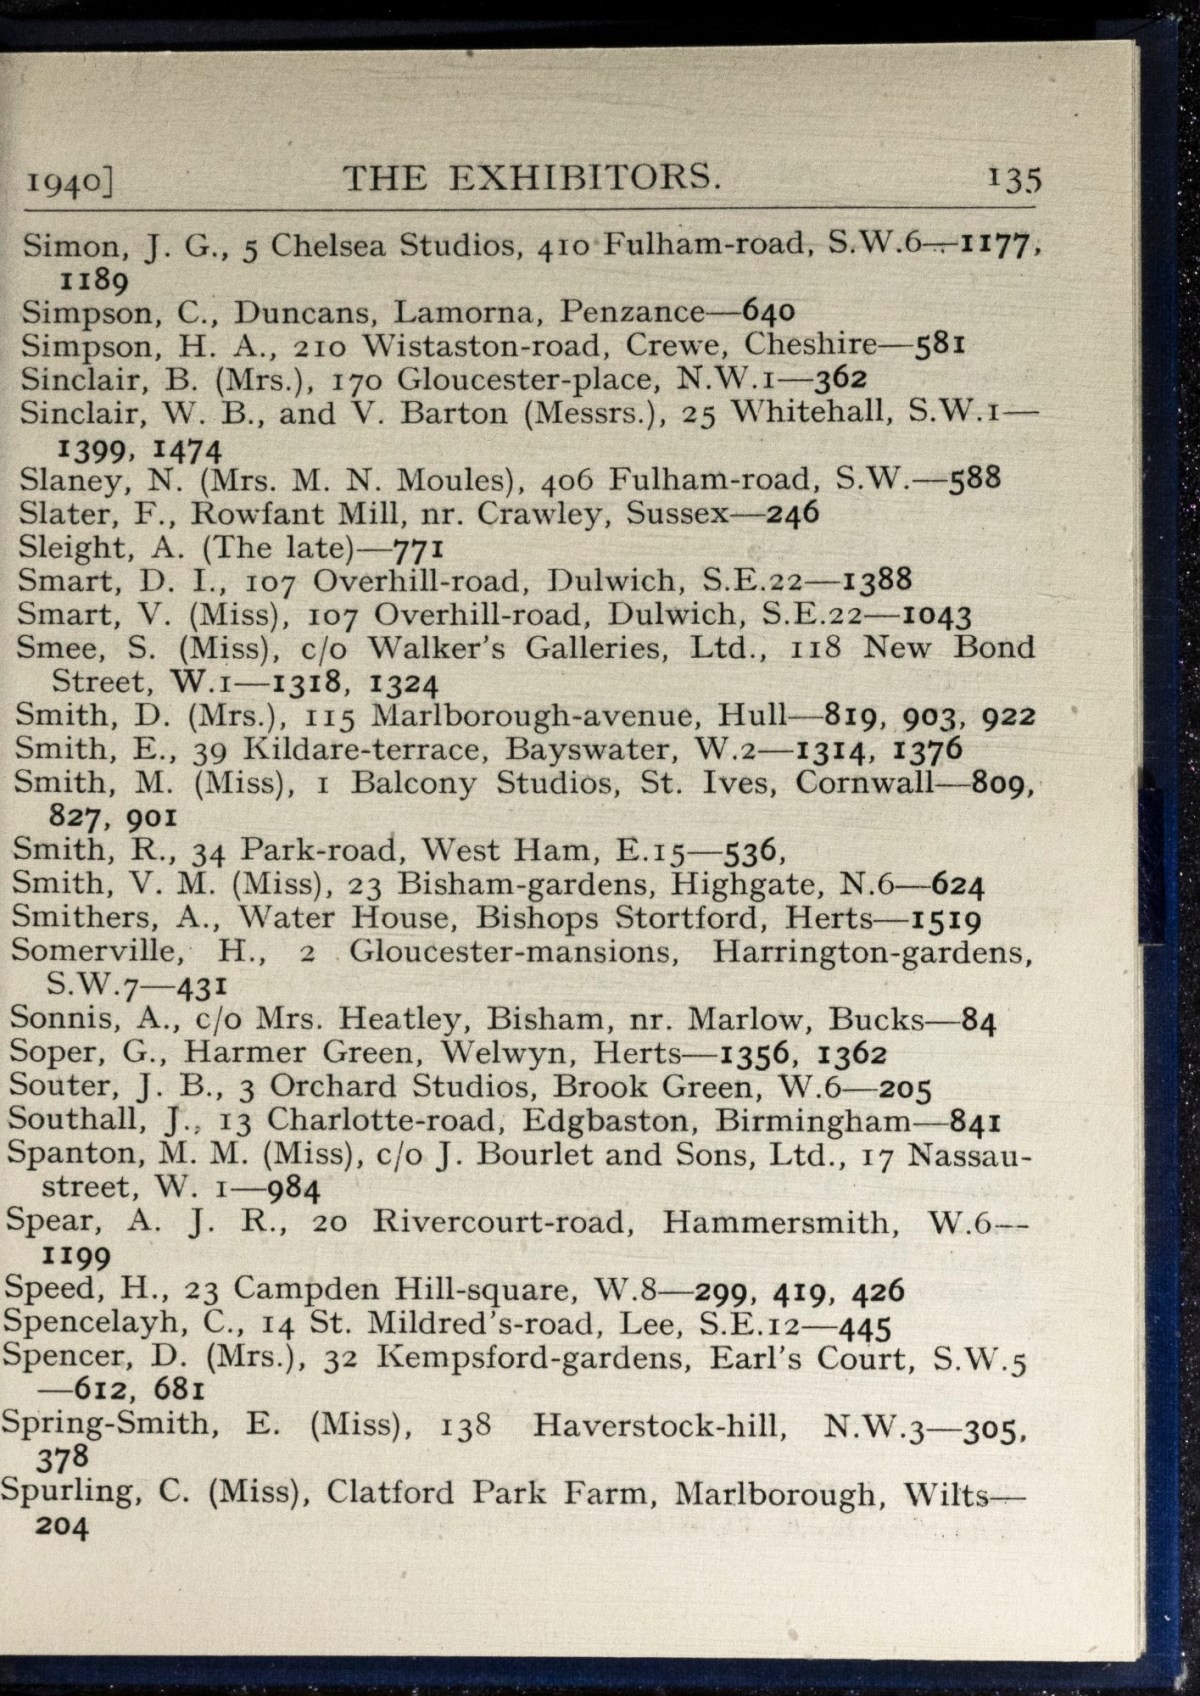 1940] THE EXHIBITORS. 135
Simon, J. G., 5 Chelsea Studios, 410 Fulham-road, S.W.6—1177,
1189
Simpson, C., Duncans, Lamorna, Penzance—640
Simpson, H. A., 210 Wistaston-road, Crewe, Cheshire—581
Sinclair, B. (Mrs.), 170 Gloucester-place, N.W.1—362
Sinclair, W. B., and V. Barton (Messrs.), 25 Whitehall, S.W.1—
1399, 1474
Slaney, N. (Mrs. M. N. Moules), 406 Fulham-road, S.W.—588
Slater, F., Rowfant Mill, nr. Crawley, Sussex—246
Sleight, A. (The late)—771
Smart, D. I., 107 Overhill-road, Dulwich, S.E.22—1388
Smart, V. (Miss), 107 Overhill-road, Dulwich, S.E.22—1043
Smee, S. (Miss), c/o Walker's Galleries, Ltd., 118 New Bond
Street, W.1—1318, 1324
Smith, D. (Mrs.), 115 Marlborough-avenue, Hull—819, 903, 922
Smith, E., 39 Kildare-terrace, Bayswater, W.2—1314, 1376
Smith, M. (Miss), 1 Balcony Studios, St. Ives, Cornwall—809,
827, 901
Smith, R., 34 Park-road, West Ham, E.15—536,
Smith, V. M. (Miss), 23 Bisham-gardens, Highgate, N.6—624
Smithers, A., Water House, Bishops Stortford, Herts—1519
Somerville, H., 2 Gloucester-mansions, Harrington-gardens,
S.W.7—431
Sonnis, A., c/o Mrs. Heatley, Bisham, nr. Marlow, Bucks—84
Soper, G., Harmer Green, Welwyn, Herts—1356, 1362
Souter, J. B., 3 Orchard Studios, Brook Green, W.6—205
Southall, J., 13 Charlotte-road, Edgbaston, Birmingham—841
Spanton, M. M. (Miss), c/o J. Bourlet and Sons, Ltd., 17 Nassau-
street, W. 1—984
Spear, A. J. R., 20 Rivercourt-road, Hammersmith, W.6—
1199
Speed, H., 23 Campden Hill-square, W.8—299, 419, 426
Spencelayh, C., 14 St. Mildred's-road, Lee, S.E.12—445
Spencer, D. (Mrs.), 32 Kempsford-gardens, Earl's Court, S.W.5
—612, 681
Spring-Smith, E. (Miss), 138 Haverstock-hill, N.W.3—305,
378
Spurling, C. (Miss), Clatford Park Farm, Marlborough, Wilts—
204